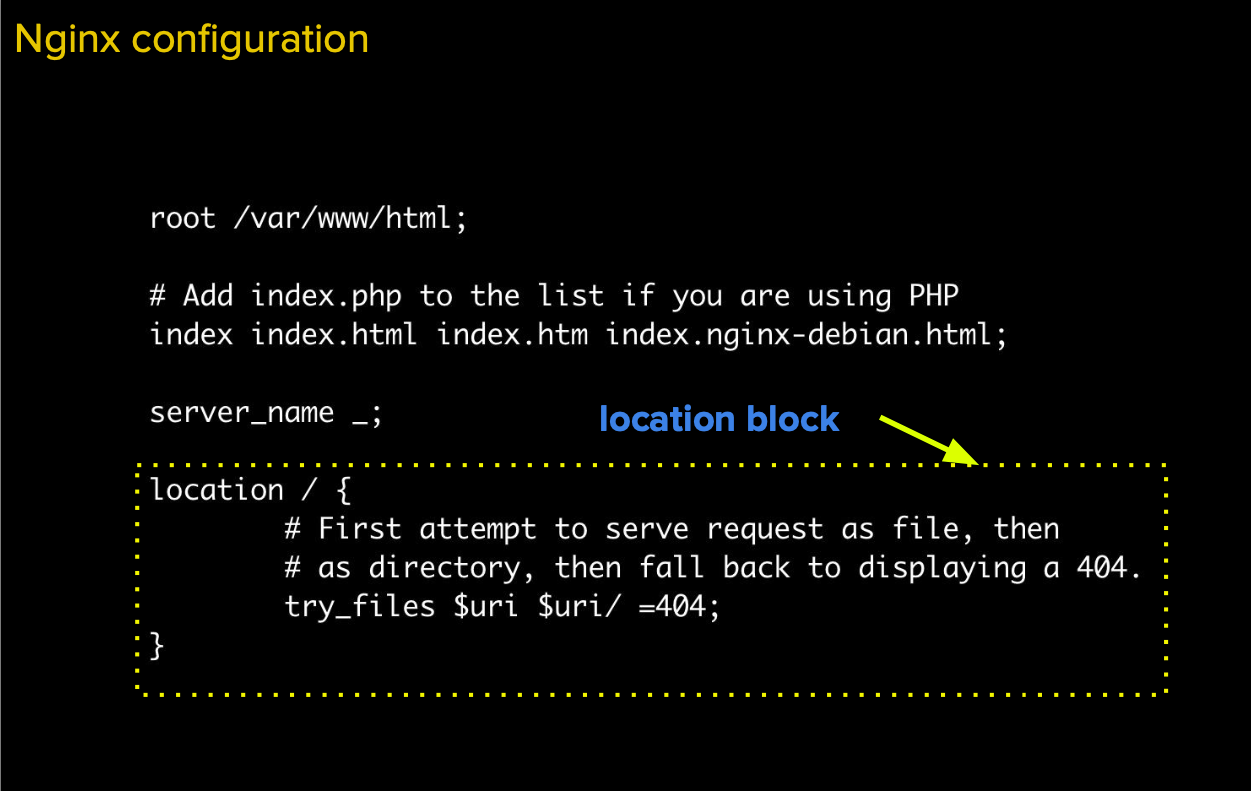 Nginx configuration
root /var/www/html;
# Add index.php to the list if you are using PHP
index index.html index.htm index.nginx-debian.html;
server_name _;
location block
location / {
# First attempt to serve request as file, then
# as directory, then fall back to displaying a 404.
try_files $uri $uri/ =404;
}